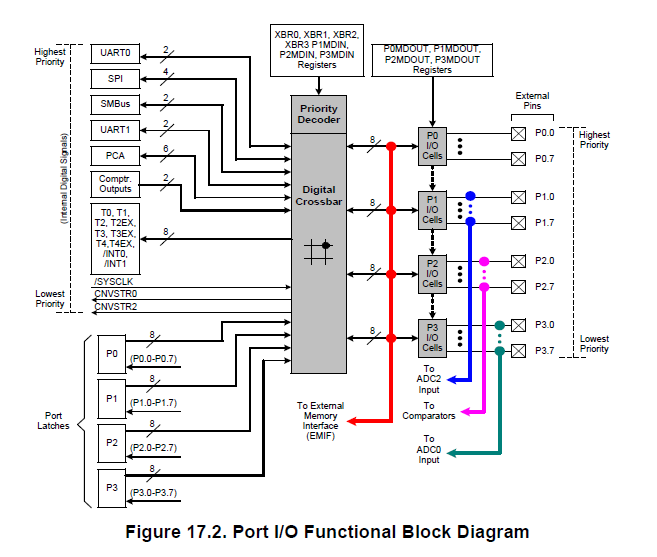 XBR0, XBR1, XBR2,
XBR3 P1MDIN,
P2MDIN, P3MDIN
Registers
P0MDOUT, P1MDOUT,
P2MDOUT, P3MDOUT
Registers
Highest
Priority
UART0
2
SPI
4
SMBus
2
UART1
2
PCA
6
Comptr.
Outputs
2
T0, T1,
T2, T2EX,
T3, T3EX,
T4,T4EX,
/INT0,
/INT1
8
(Internal Digital Signals)
/SYSCLK
CNVSTR0
CNVSTR2
Lowest
Priority
Priority
Decoder
Digital
Crossbar
External
Pins
8
P0
I/O
Cells
P0.0
P0.7
Highest
Priority
8
P1
I/O
Cells
P1.0
P1.7
8
P2
I/O
Cells
P2.0
P2.7
8
P3
I/O
Cells
P3.0
P3.7
Lowest
Priority
Port
Latches
P0
8
(P0.0-P0.7)
P1
8
(P1.0-P1.7)
P2
8
(P2.0-P2.7)
P3
8
(P3.0-P3.7)
To External
Memory
Interface
(EMIF)
To
ADC2
Input
To
Comparators
To
ADC0
Input
Figure 17.2. Port I/O Functional Block Diagram